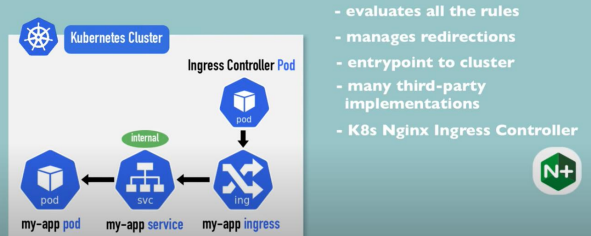 Kubernetes Cluster
Ingress Controller Pod
pod
internal
pod
svc
ing
my-app pod
my-app service
my-app ingress
- evaluates all the rules
- manages redirections
- entrypoint to cluster
- many third-party
implementations
- K8s Nginx Ingress Controller
N+